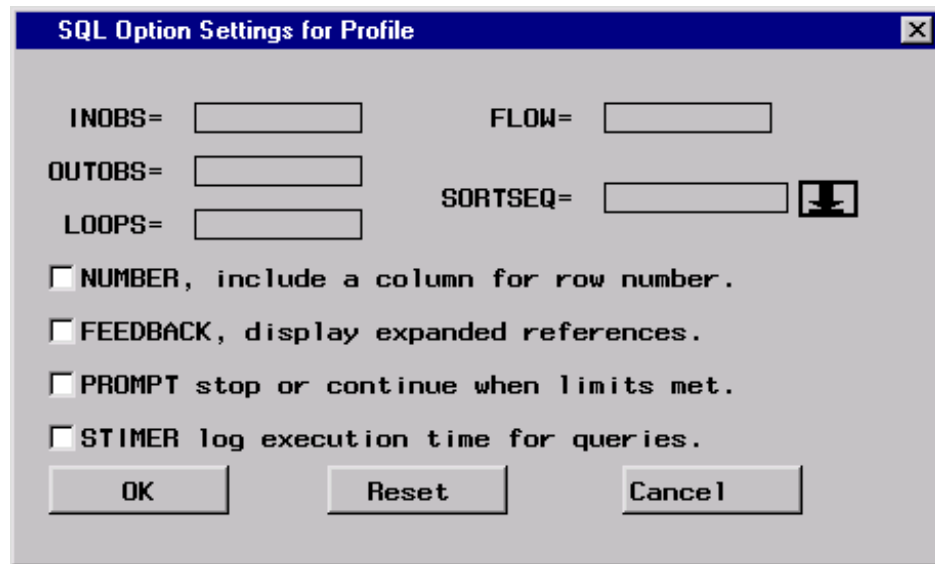 SQL Option Settings for Profile
INOBS=
FLOW=
OUTOBS=
SORTSEQ=
LOOPS=
NUMBER, include a column for row number.
FEEDBACK, display expanded references.
PROMPT stop or continue when limits met.
STIMER log execution time for queries.
OK
Reset
Cancel